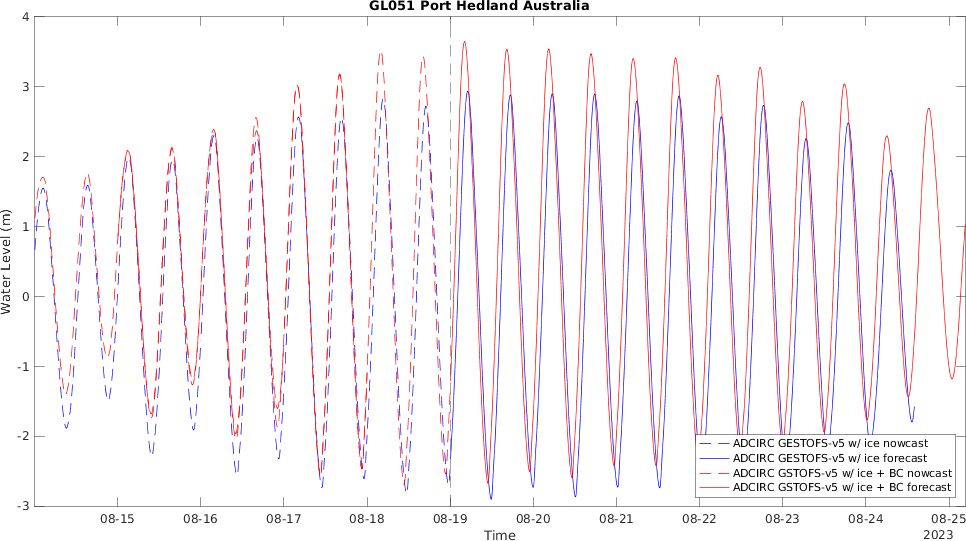 GL051 Port Hedland Australia
4
3
2
1
0
-1
-2
-3
Water Level (m)
ADCIRC GESTOFS-v5 w/ ice nowcast
ADCIRC GESTOFS-v5 w/ ice forecast
ADCIRC GSTOFS-v5 w/ ice + BC nowcast
ADCIRC GSTOFS-v5 w/ ice + BC forecast
08-15 08-16 08-17 08-18 08-19 08-20 08-21 08-22 08-23 08-24 08-25
Time
2023